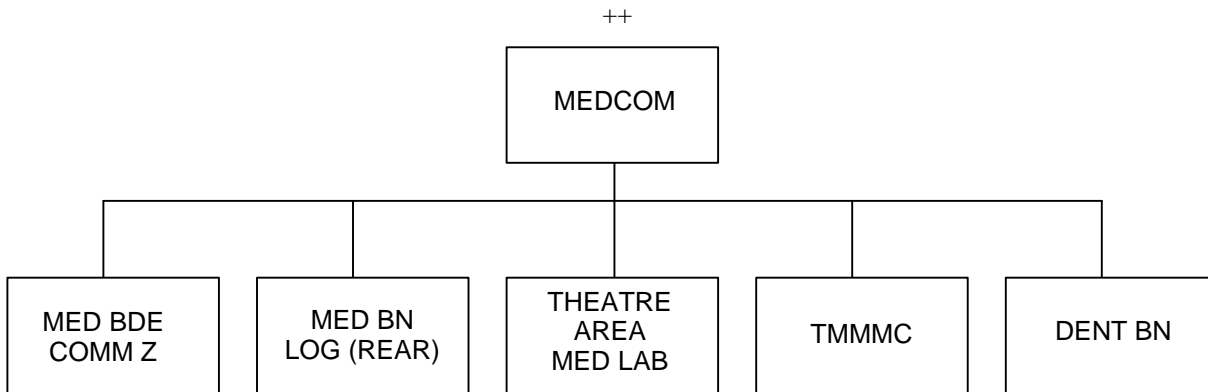 ++
MEDCOM
MED BDE
COMM Z
MED BN
LOG (REAR)
THEATRE
AREA
MED LAB
TMMMC
DENT BN